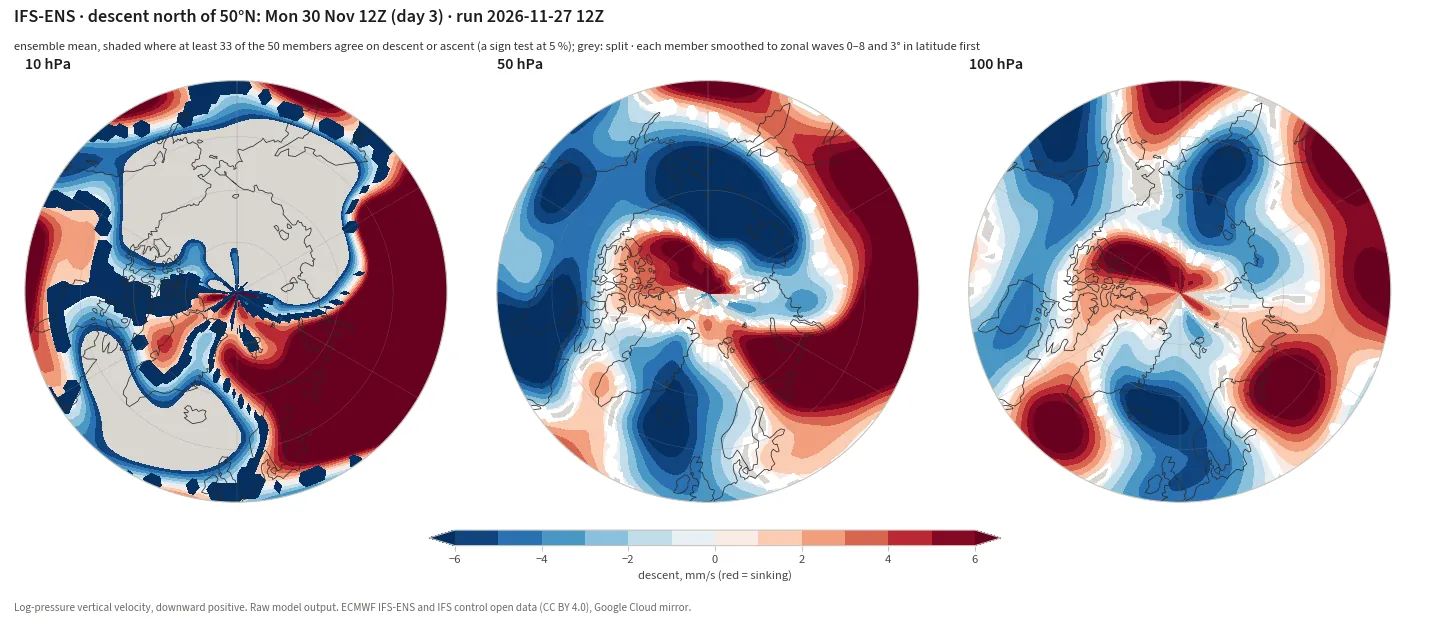 IFS-ENS · descent north of 50°N: Mon 30 Nov 12Z (day 3) · run 2026-11-27 12Z
ensemble mean, shaded where at least 33 of the 50 members agree on descent or ascent (a sign test at 5 %); grey: split · each member smoothed to zonal waves 0–8 and 3° in latitude first
10 hPa
50 hPa
100 hPa
−6 −4 −2 0 2 4 6
descent, mm/s (red = sinking)
Log-pressure vertical velocity, downward positive. Raw model output. ECMWF IFS-ENS and IFS control open data (CC BY 4.0), Google Cloud mirror.